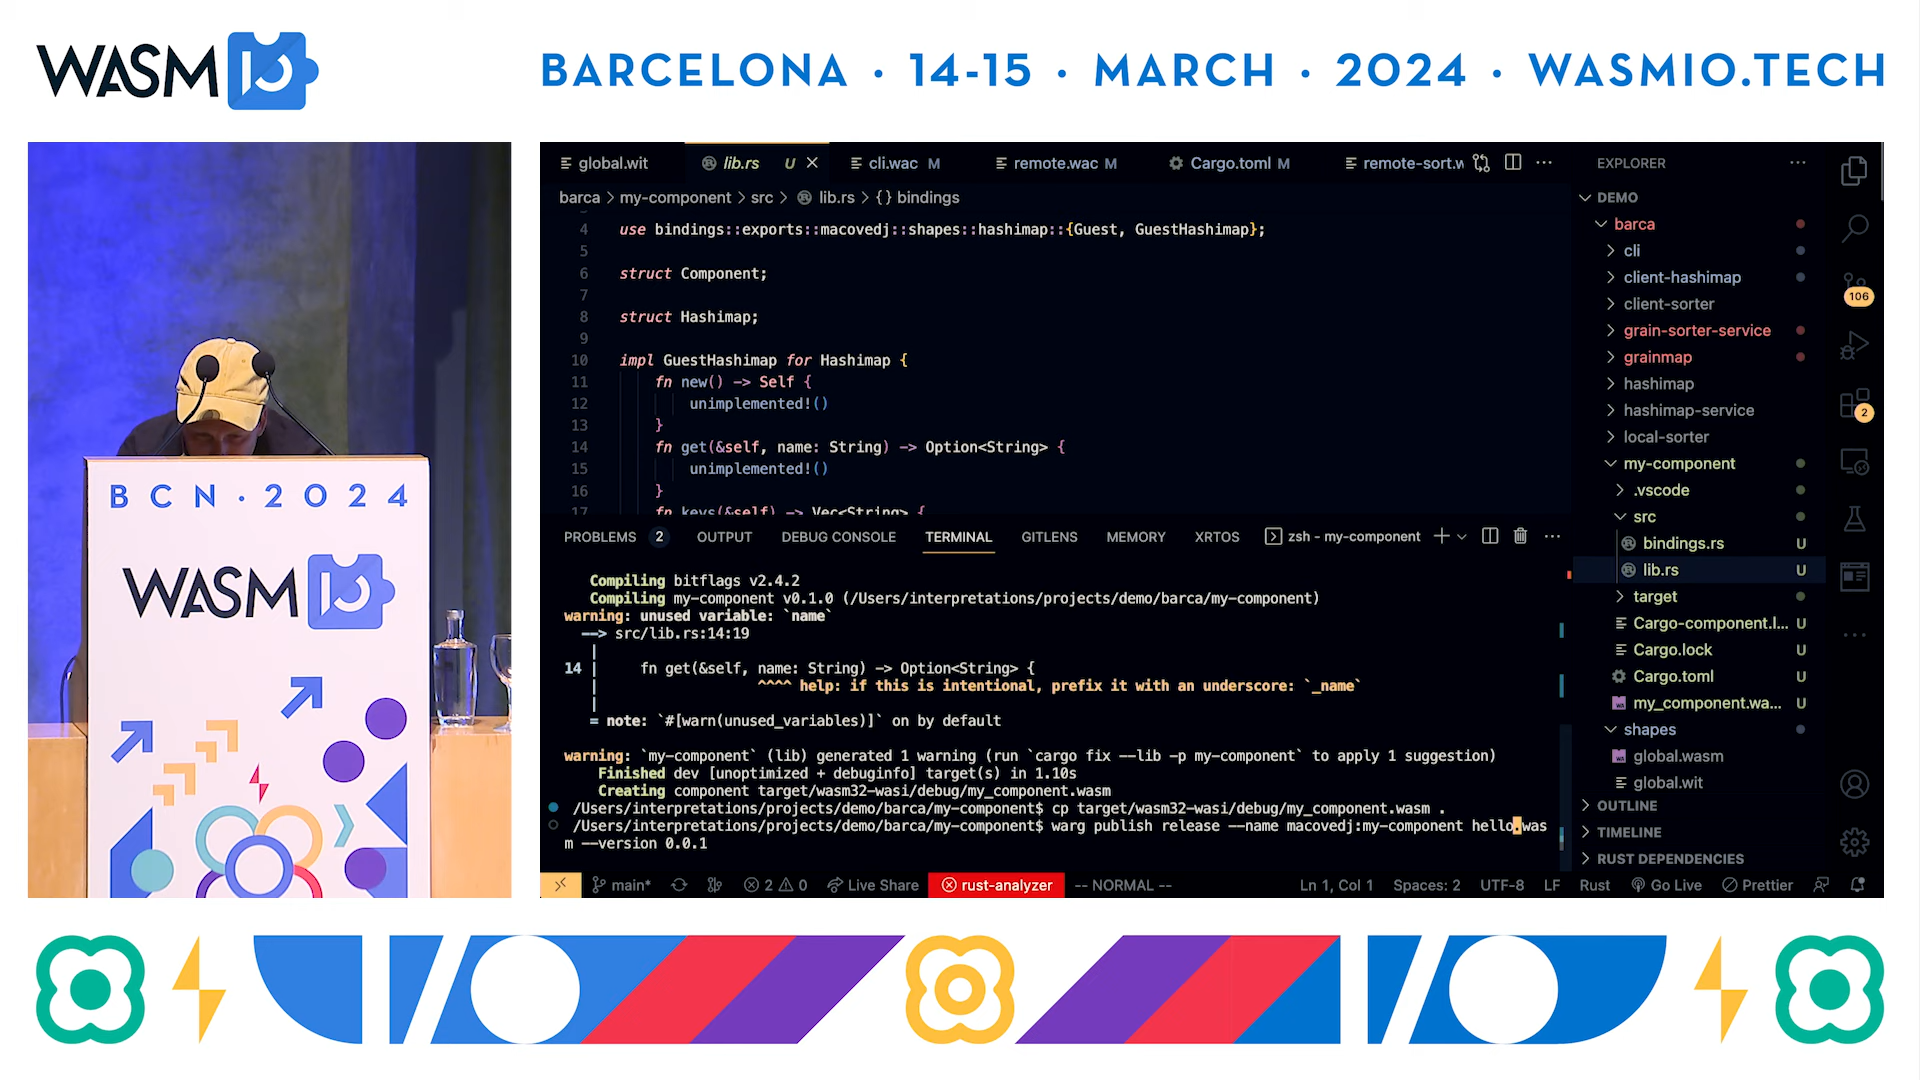 WASM IO
BARCELONA · 14-15 · MARCH · 2024 · WASMIO.TECH
BCN·2024
WASM IO
global.wit
lib.rs U
cli.wac M
remote.wac M
Cargo.toml M
remote-sort.w
barca > my-component > src > lib.rs > {} bindings
4 use bindings::exports::macovedj::shapes::hashimap::{Guest, GuestHashimap};
5
6 struct Component;
7
8 struct Hashimap;
9
10 impl GuestHashimap for Hashimap {
11 fn new() -> Self {
12 unimplemented!()
13 }
14 fn get(&self, name: String) -> Option<String> {
15 unimplemented!()
16 }
17 fn keys(&self) -> Vec<String> {
PROBLEMS 2 OUTPUT DEBUG CONSOLE TERMINAL GITLENS MEMORY XRTOS zsh - my-component
Compiling bitflags v2.4.2
Compiling my-component v0.1.0 (/Users/interpretations/projects/demo/barca/my-component)
warning: unused variable: `name`
--> src/lib.rs:14:19
|
14 | fn get(&self, name: String) -> Option<String> {
| ^^^^ help: if this is intentional, prefix it with an underscore: `_name`
|
= note: `#[warn(unused_variables)]` on by default
warning: `my-component` (lib) generated 1 warning (run `cargo fix --lib -p my-component` to apply 1 suggestion)
Finished dev [unoptimized + debuginfo] target(s) in 1.10s
Creating component target/wasm32-wasi/debug/my_component.wasm
/Users/interpretations/projects/demo/barca/my-component$ cp target/wasm32-wasi/debug/my_component.wasm .
/Users/interpretations/projects/demo/barca/my-component$ warg publish release --name macovedj:my-component hello.was
m --version 0.0.1
main* 2 0 Live Share rust-analyzer -- NORMAL -- Ln 1, Col 1 Spaces: 2 UTF-8 LF Rust Go Live Prettier
EXPLORER
DEMO
barca
cli
client-hashimap
client-sorter
grain-sorter-service
grainmap
hashimap
hashimap-service
local-sorter
my-component
.vscode
src
bindings.rs U
lib.rs U
target
Cargo-component.l... U
Cargo.lock U
Cargo.toml U
my_component.wa... U
shapes
global.wasm
global.wit
OUTLINE
TIMELINE
RUST DEPENDENCIES
106
2